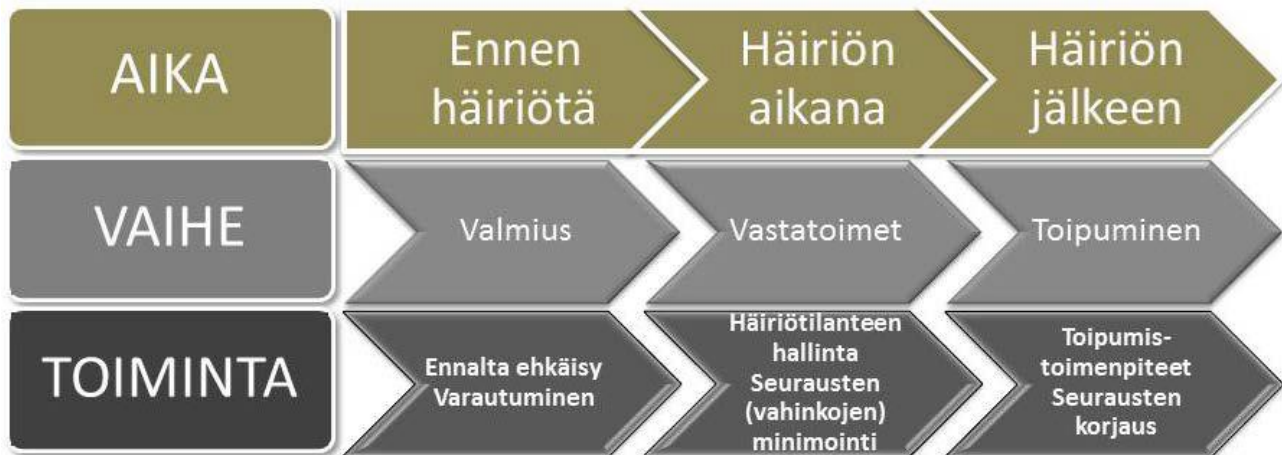 AIKA
Ennen
häiriötä
Häiriön
aikana
Häiriön
jälkeen
VAIHE
Valmius
Vastatoimet
Toipuminen
TOIMINTA
Ennalta ehkäisy
Varautuminen
Häiriötilanteen
hallinta
Seurausten
(vahinkojen)
minimointi
Toipumis-
toimenpiteet
Seurausten
korjaus